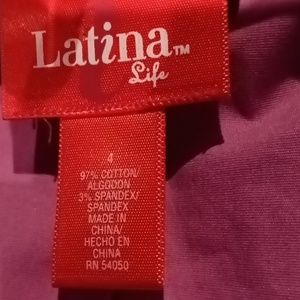 Latina™
Life
4
97% COTTON/
ALGODON
3% SPANDEX/
SPANDEX
MADE IN
CHINA/
HECHO EN
CHINA
RN 54050